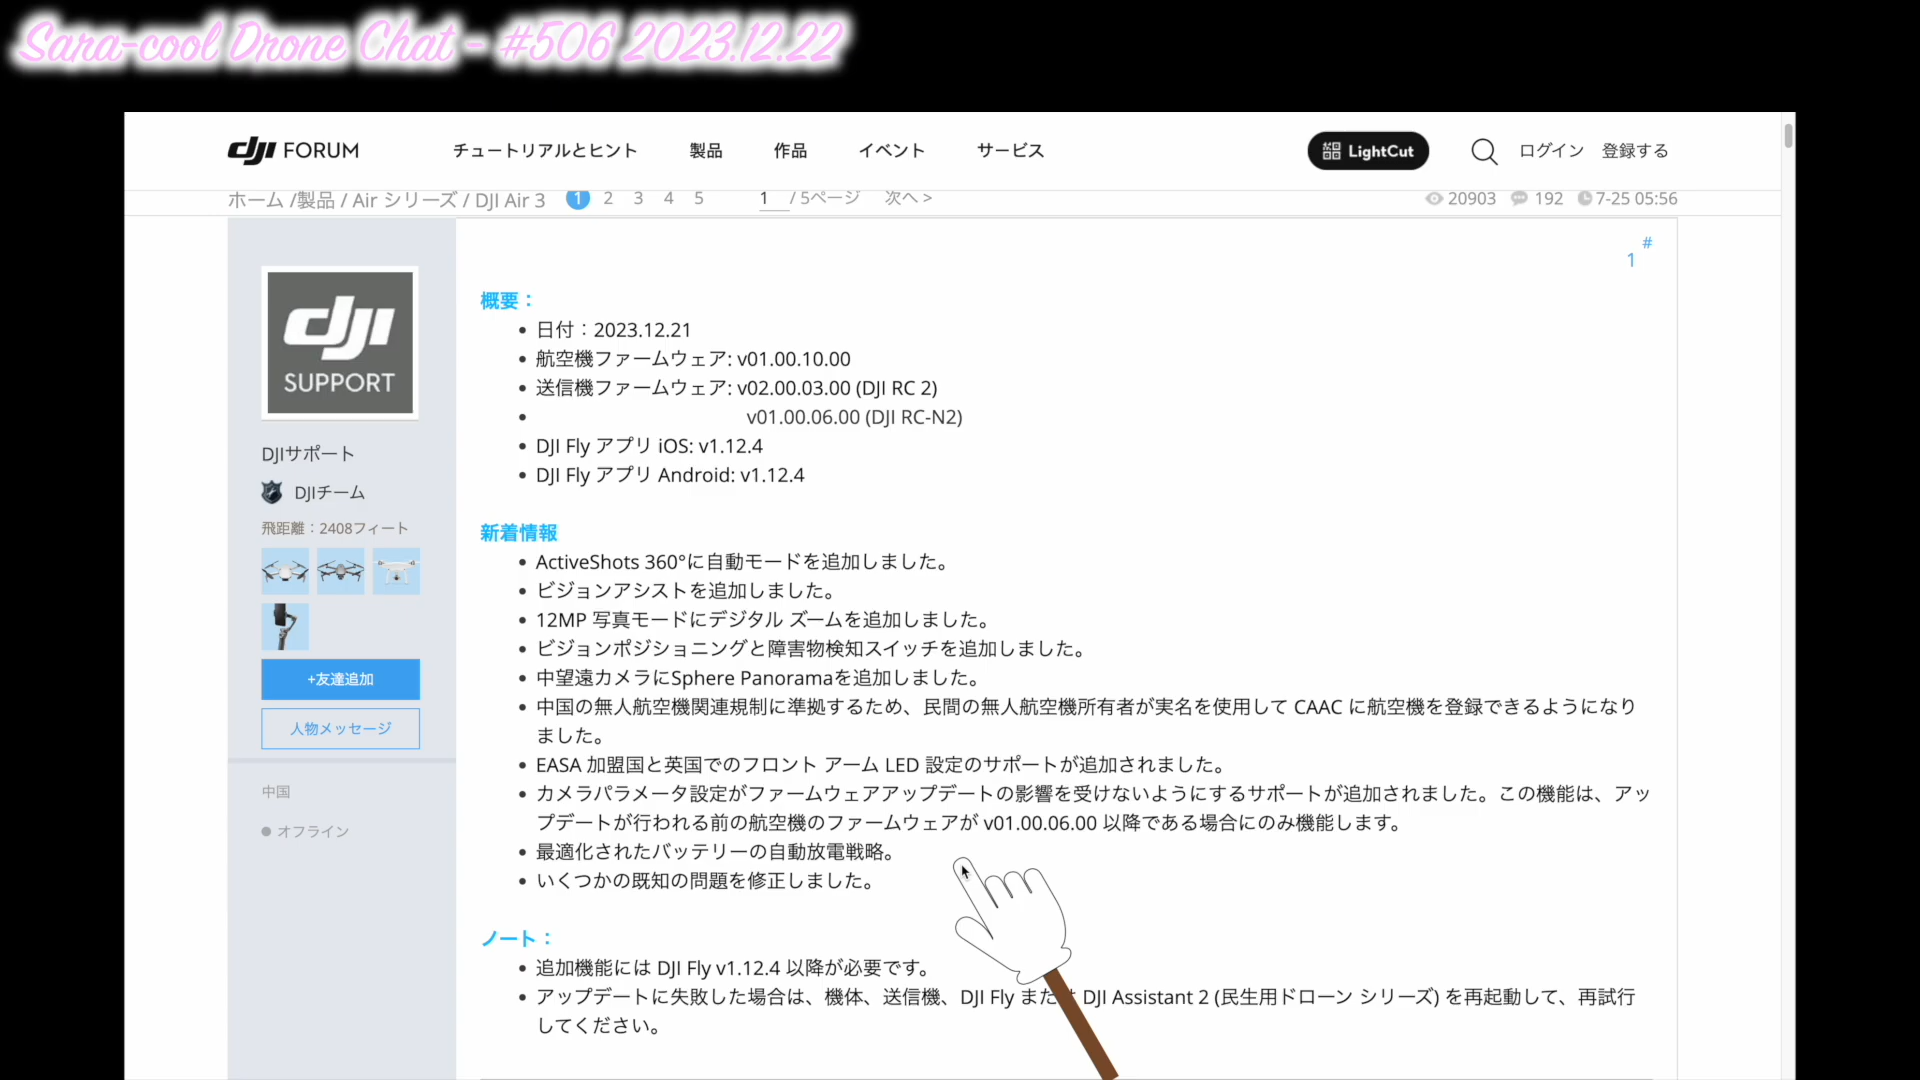 Sara-cool Drone Chat - #506 2023.12.22
dji FORUM チュートリアルとヒント 製品 作品 イベント サービス LightCut ログイン 登録する
ホーム /製品 / Air シリーズ / DJI Air 3 1 2 3 4 5 1 / 5ページ 次へ > 20903 192 7-25 05:56
#
1
dji
SUPPORT
DJIサポート
DJIチーム
飛距離：2408フィート
+友達追加
人物メッセージ
中国
オフライン
概要：
• 日付：2023.12.21
• 航空機ファームウェア: v01.00.10.00
• 送信機ファームウェア: v02.00.03.00 (DJI RC 2)
• v01.00.06.00 (DJI RC-N2)
• DJI Fly アプリ iOS: v1.12.4
• DJI Fly アプリ Android: v1.12.4
新着情報
• ActiveShots 360°に自動モードを追加しました。
• ビジョンアシストを追加しました。
• 12MP 写真モードにデジタル ズームを追加しました。
• ビジョンポジショニングと障害物検知スイッチを追加しました。
• 中望遠カメラにSphere Panoramaを追加しました。
• 中国の無人航空機関連規制に準拠するため、民間の無人航空機所有者が実名を使用して CAAC に航空機を登録できるようになり
ました。
• EASA 加盟国と英国でのフロント アーム LED 設定のサポートが追加されました。
• カメラパラメータ設定がファームウェアアップデートの影響を受けないようにするサポートが追加されました。この機能は、アッ
プデートが行われる前の航空機のファームウェアが v01.00.06.00 以降である場合にのみ機能します。
• 最適化されたバッテリーの自動放電戦略。
• いくつかの既知の問題を修正しました。
ノート：
• 追加機能には DJI Fly v1.12.4 以降が必要です。
• アップデートに失敗した場合は、機体、送信機、DJI Fly または DJI Assistant 2 (民生用ドローン シリーズ) を再起動して、再試行
してください。